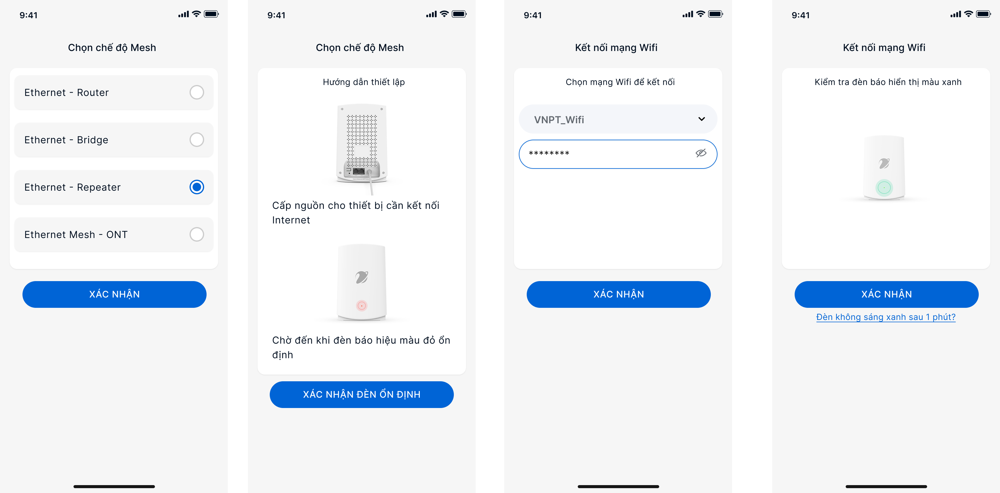 9:41
Chọn chế độ Mesh
Ethernet - Router
Ethernet - Bridge
Ethernet - Repeater
Ethernet Mesh - ONT
XÁC NHẬN
9:41
Chọn chế độ Mesh
Hướng dẫn thiết lập
Cấp nguồn cho thiết bị cần kết nối
Internet
Chờ đến khi đèn báo hiệu màu đỏ ổn
định
XÁC NHẬN ĐÈN ỔN ĐỊNH
9:41
Kết nối mạng Wifi
Chọn mạng Wifi để kết nối
VNPT_Wifi
********
XÁC NHẬN
9:41
Kết nối mạng Wifi
Kiểm tra đèn báo hiển thị màu xanh
XÁC NHẬN
Đèn không sáng xanh sau 1 phút?